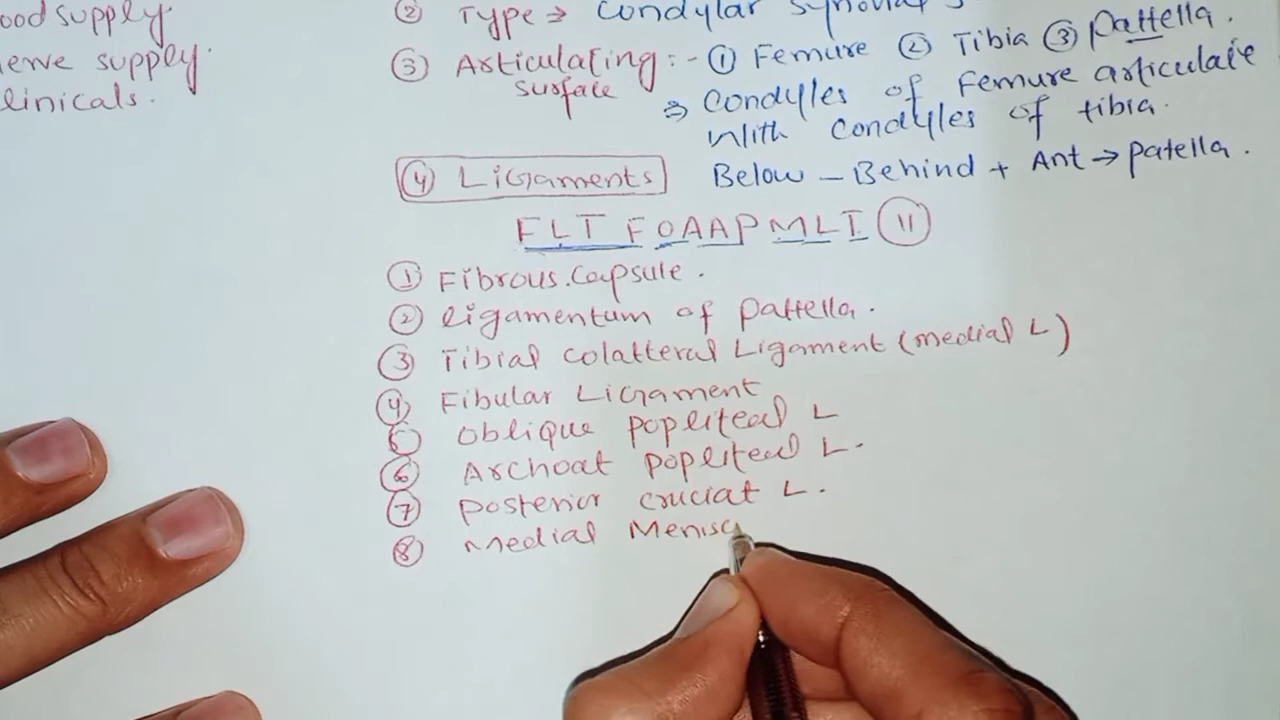 ood supply
nerve supply.
linicals.
② Type → Condylar synovial
③ Articulating :- ① Femure ② Tibia ③ Pattella.
surface
⇒ Condylles of Femure articulate
With condylles of tibia.
Below - Behind + Ant → patella.
④ Ligaments
FLT FOAAPMLI ⑪
① Fibrous.Capsule.
② ligamentum of pattella.
③ Tibial colatteral Ligament (medial L)
④ Fibular Ligament
⑤ Oblique popliteal L
⑥ Archoat popliteal L.
⑦ posterior cruciat L.
⑧ Medial Menisc